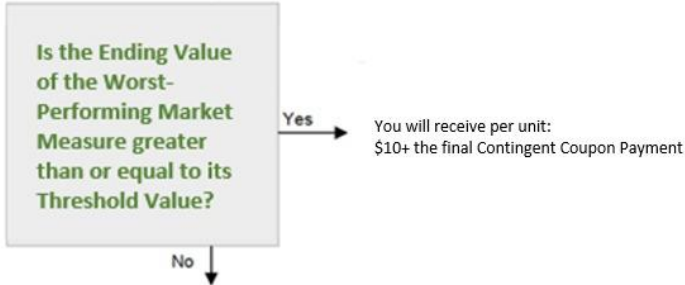 Is the Ending Value
of the Worst-
Performing Market
Measure greater
than or equal to its
Threshold Value?
Yes
You will receive per unit:
$10+ the final Contingent Coupon Payment
No